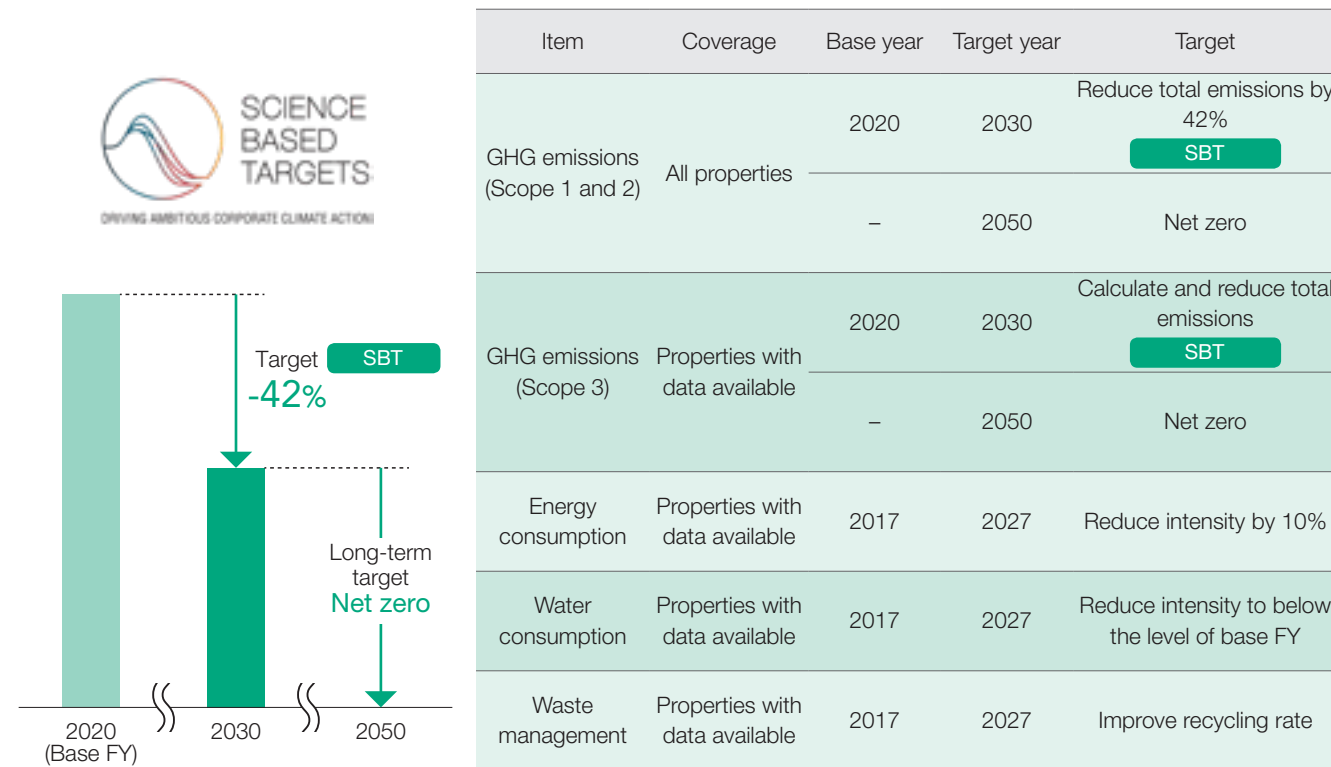 SCIENCE
BASED
TARGETS
DRIVING AMBITIOUS CORPORATE CLIMATE ACTION
Target SBT
-42%
Long-term
target
Net zero
2020
(Base FY)
2030
2050
Item Coverage Base year Target year Target
GHG emissions
(Scope 1 and 2)
All properties
2020 2030 Reduce total emissions by
42%
SBT
– 2050 Net zero
GHG emissions
(Scope 3)
Properties with
data available
2020 2030 Calculate and reduce total
emissions
SBT
– 2050 Net zero
Energy
consumption
Properties with
data available
2017 2027 Reduce intensity by 10%
Water
consumption
Properties with
data available
2017 2027 Reduce intensity to below
the level of base FY
Waste
management
Properties with
data available
2017 2027 Improve recycling rate